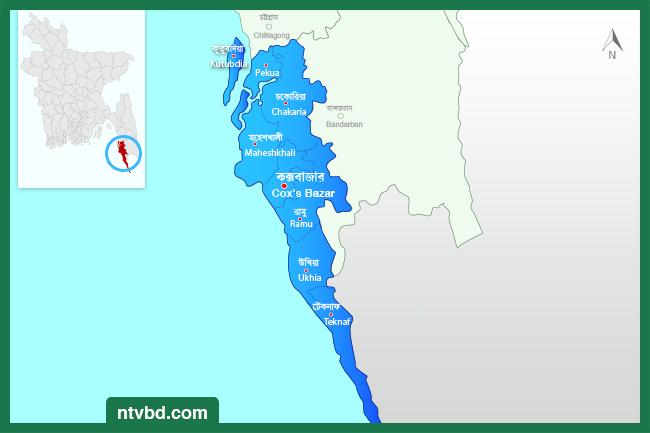 চট্টগ্রাম
Chittagong
কুতুবদিয়া
Kutubdia
Pekua
চকোরিয়া
Chakaria
বান্দরবান
Bandarban
মহেশখালী
Maheshkhali
কক্সবাজার
Cox's Bazar
রামু
Ramu
উখিয়া
Ukhia
টেকনাফ
Teknaf
N
ntvbd.com